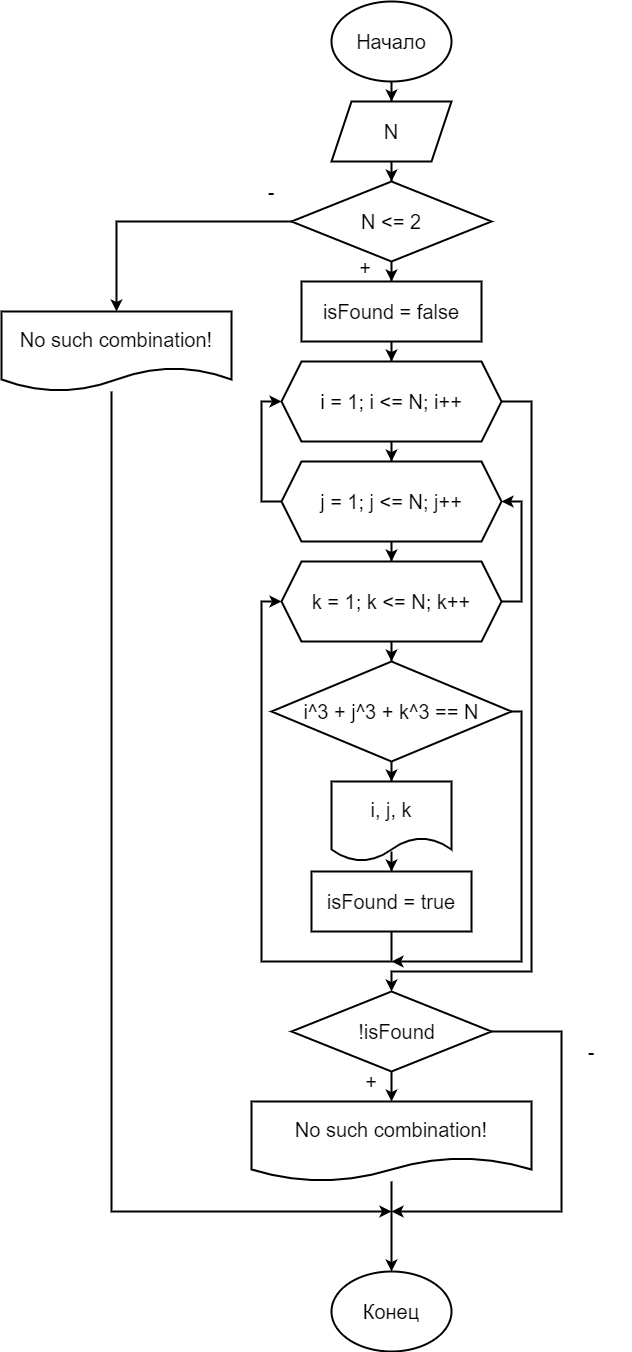 Начало
N
-
N <= 2
+
isFound = false
No such combination!
i = 1; i <= N; i++
j = 1; j <= N; j++
k = 1; k <= N; k++
i^3 + j^3 + k^3 == N
i, j, k
isFound = true
!isFound
-
+
No such combination!
Конец